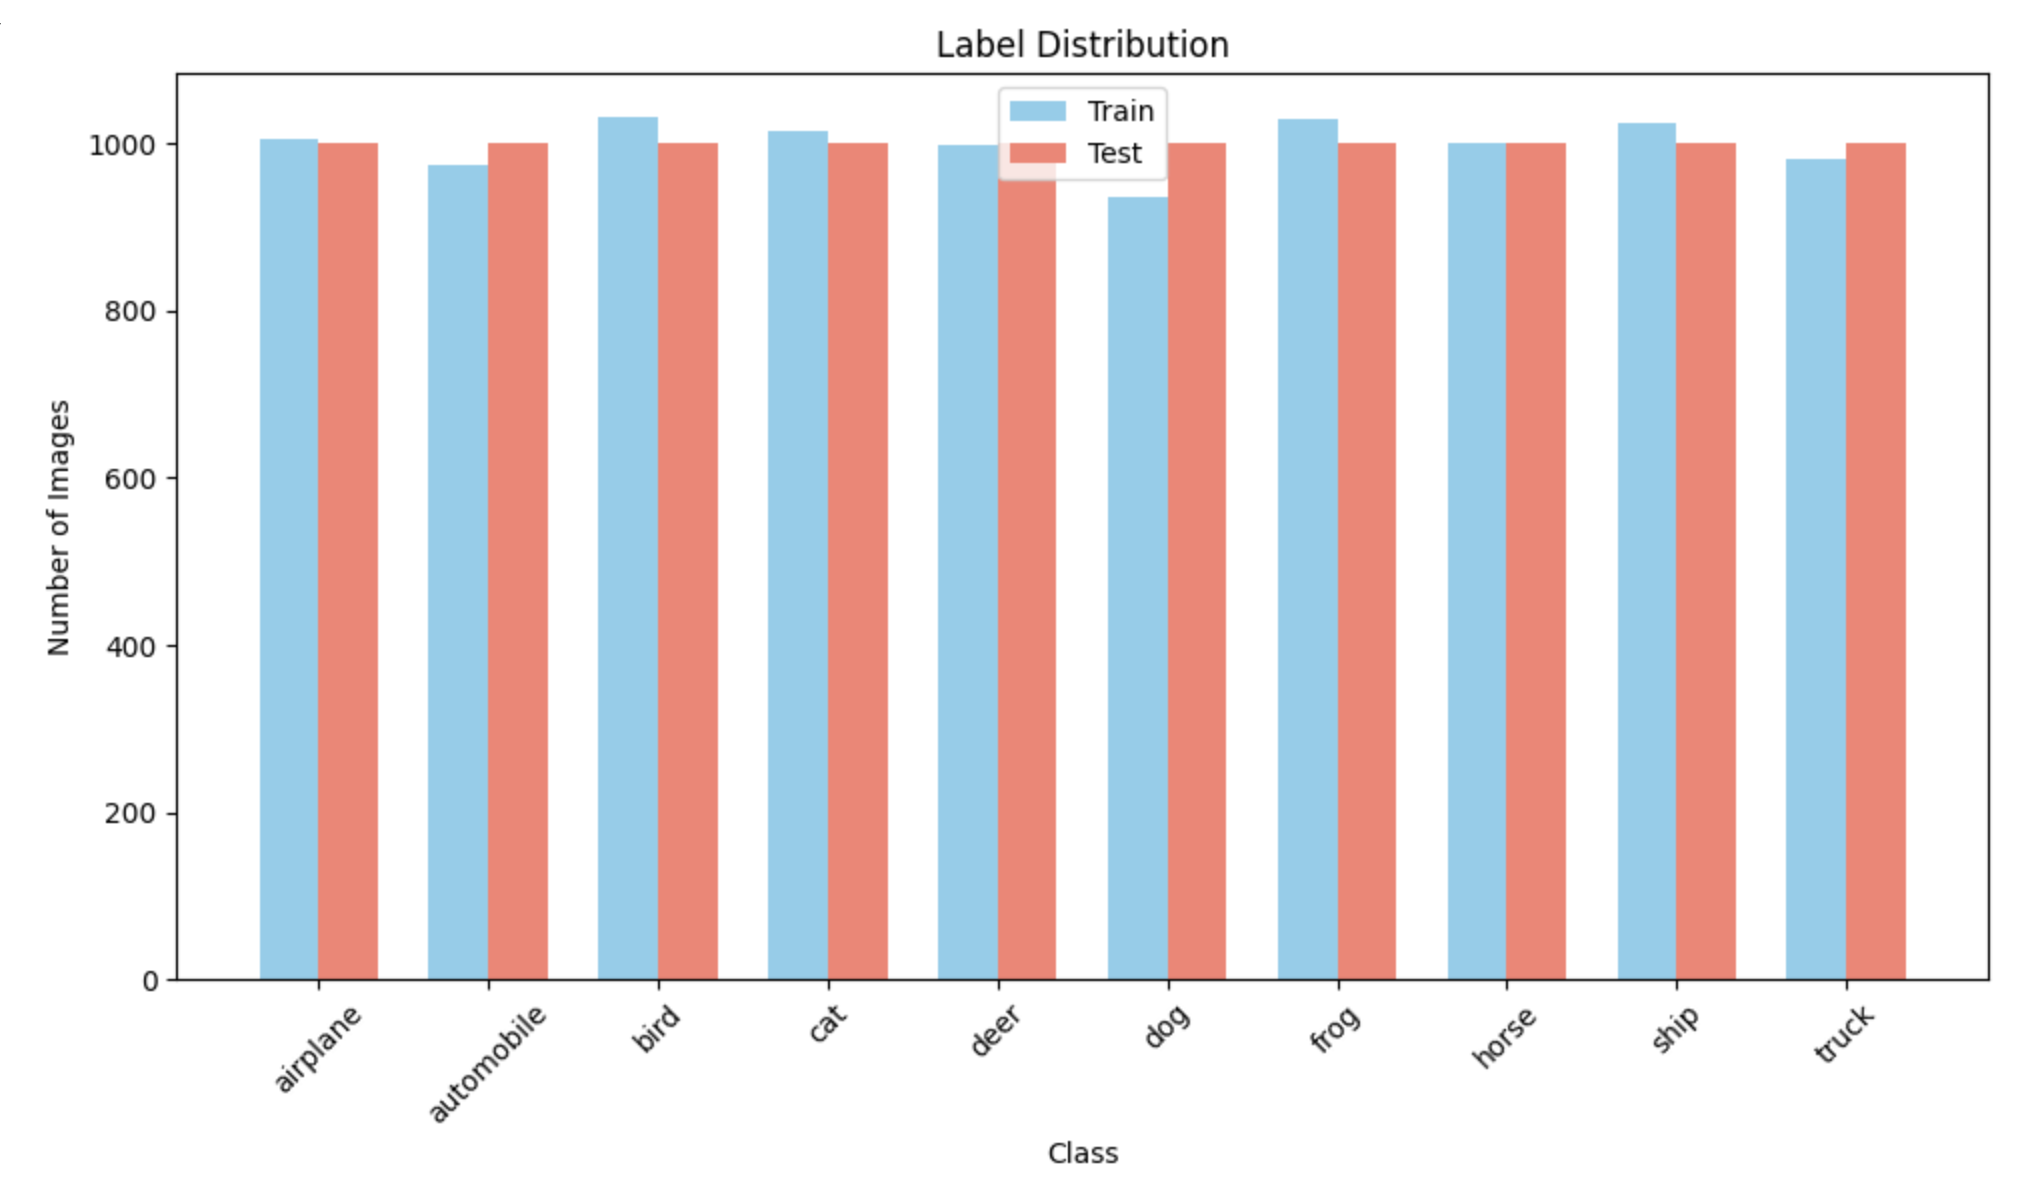 Label Distribution
Train
Test
1000
800
600
400
200
0
Number of Images
airplane
automobile
bird
cat
deer
dog
frog
horse
ship
truck
Class